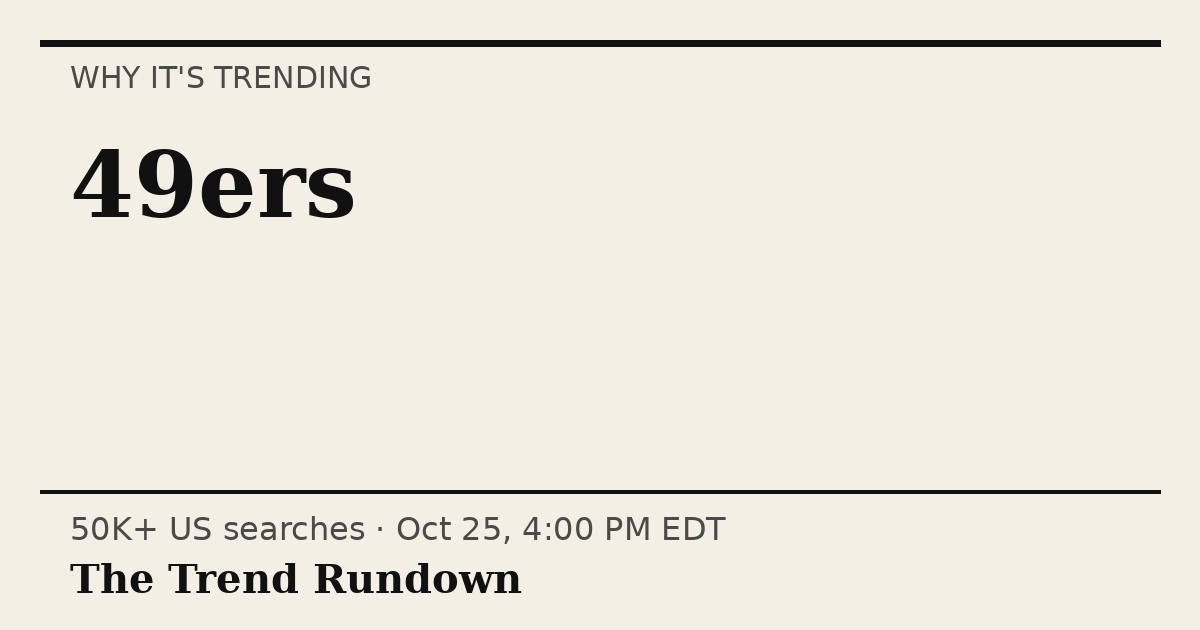 WHY IT'S TRENDING
49ers
50K+ US searches · Oct 25, 4:00 PM EDT
The Trend Rundown